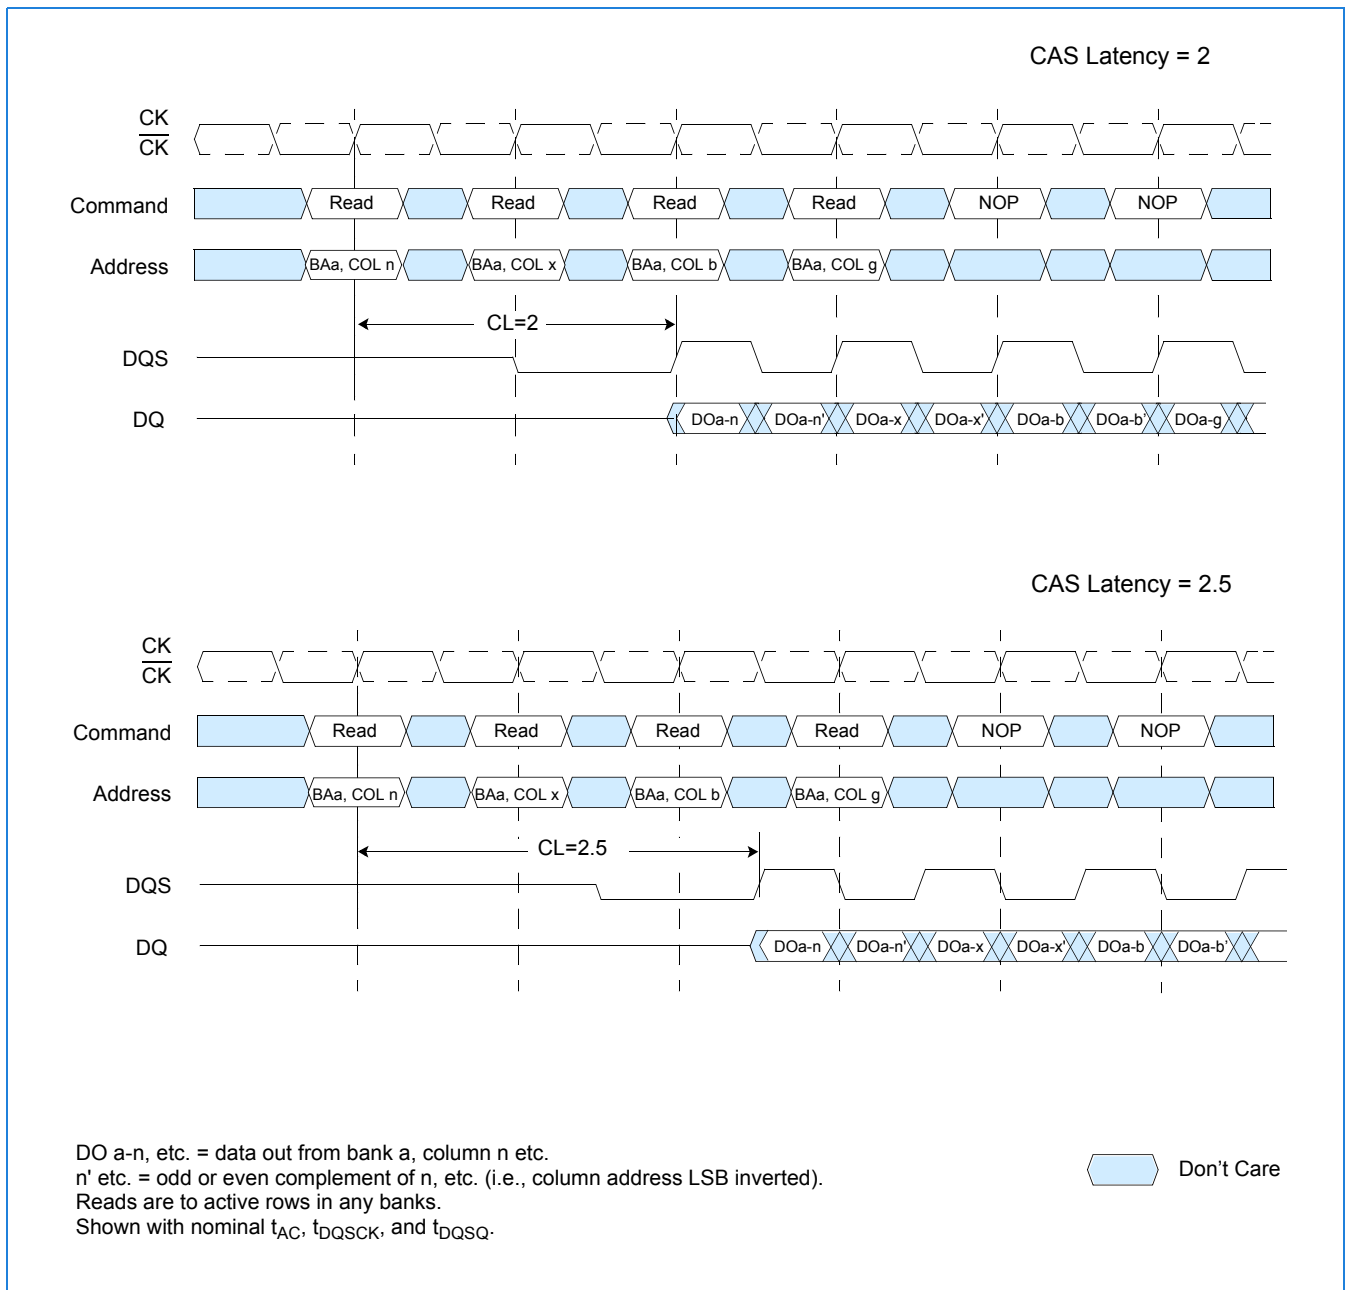 CAS Latency = 2
CK
CK
Command Read Read Read Read NOP NOP
Address BAa, COL n BAa, COL x BAa, COL b BAa, COL g
CL=2
DQS
DQ DOa-n DOa-n' DOa-x DOa-x' DOa-b DOa-b’ DOa-g
CAS Latency = 2.5
CK
CK
Command Read Read Read Read NOP NOP
Address BAa, COL n BAa, COL x BAa, COL b BAa, COL g
CL=2.5
DQS
DQ DOa-n DOa-n' DOa-x DOa-x' DOa-b DOa-b’
DO a-n, etc. = data out from bank a, column n etc.
n' etc. = odd or even complement of n, etc. (i.e., column address LSB inverted).
Reads are to active rows in any banks.
Shown with nominal tAC, tDQSCK, and tDQSQ.
Don’t Care